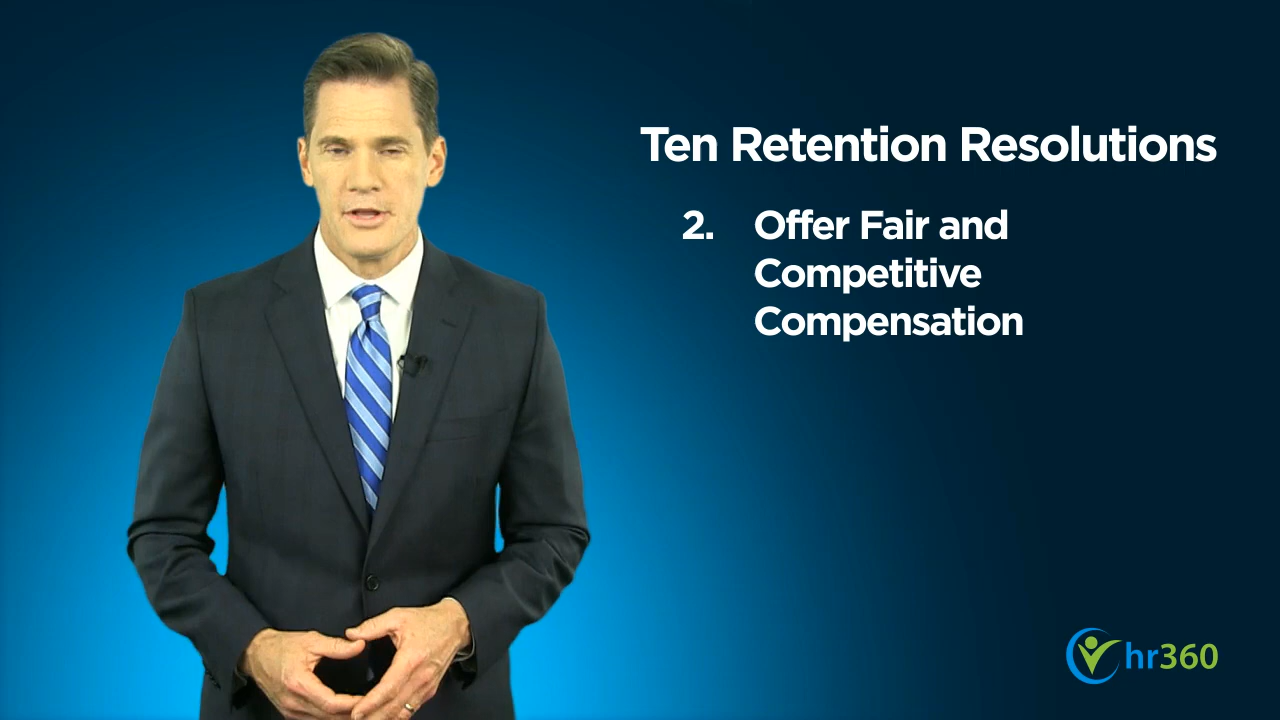 Ten Retention Resolutions
2. Offer Fair and
Competitive
Compensation
hr360